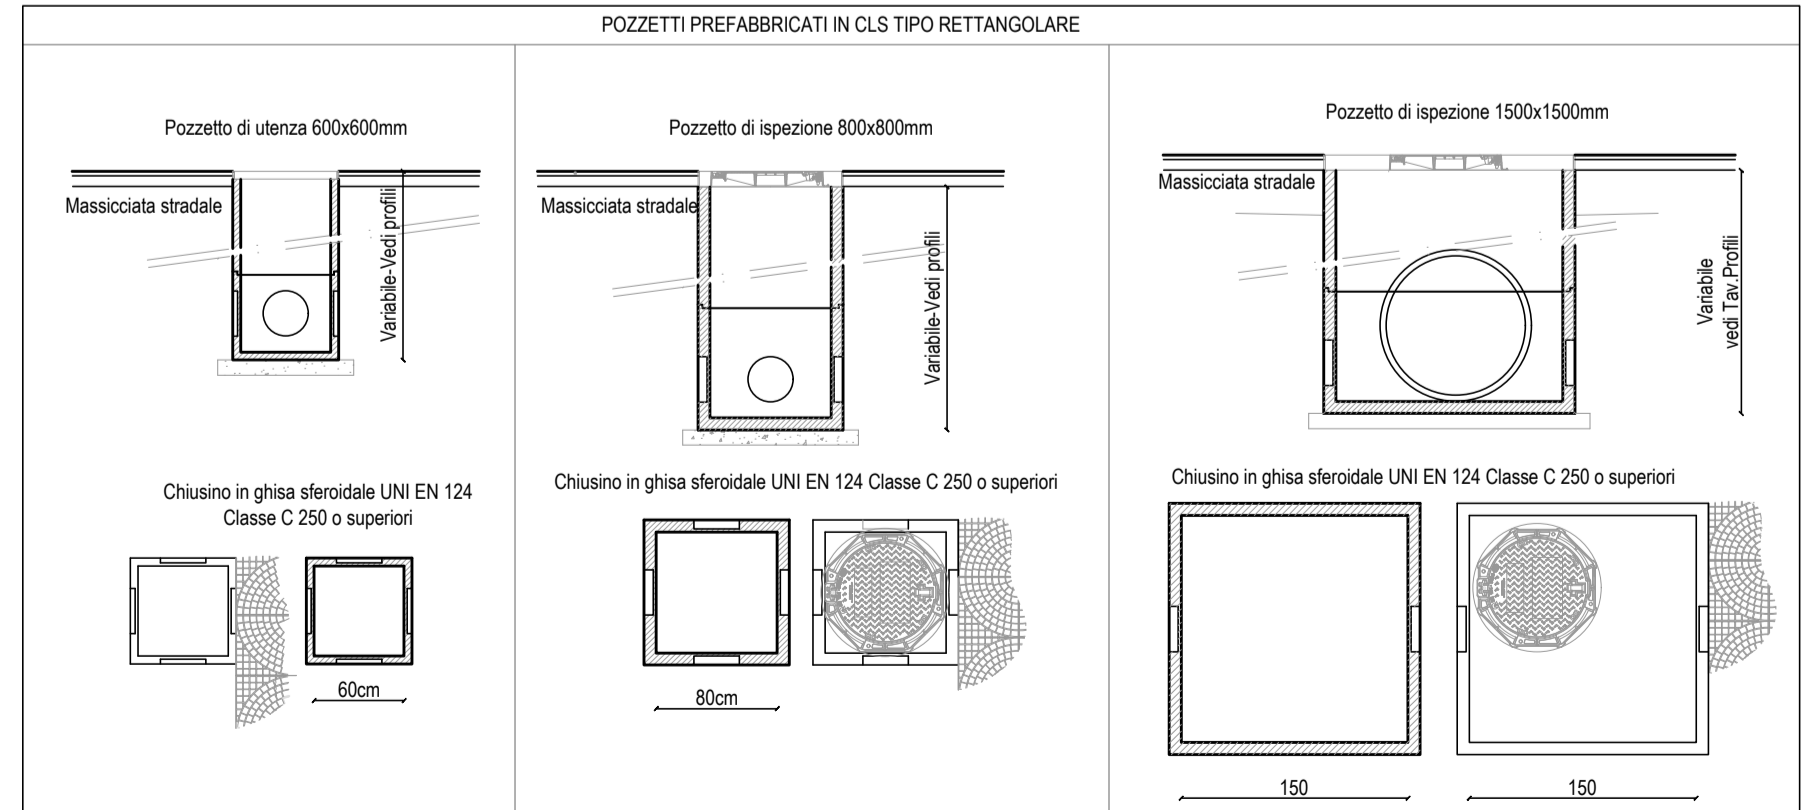 POZZETTI PREFABBRICATI IN CLS TIPO RETTANGOLARE
Pozzetto di utenza 600x600mm
Massicciata stradale
Variabile-Vedi profili
Chiusino in ghisa sferoidale UNI EN 124
Classe C 250 o superiori
60cm
Pozzetto di ispezione 800x800mm
Massicciata stradale
Variabile-Vedi profili
Chiusino in ghisa sferoidale UNI EN 124 Classe C 250 o superiori
80cm
Pozzetto di ispezione 1500x1500mm
Massicciata stradale
Variabile
vedi Tav.Profili
Chiusino in ghisa sferoidale UNI EN 124 Classe C 250 o superiori
150
150